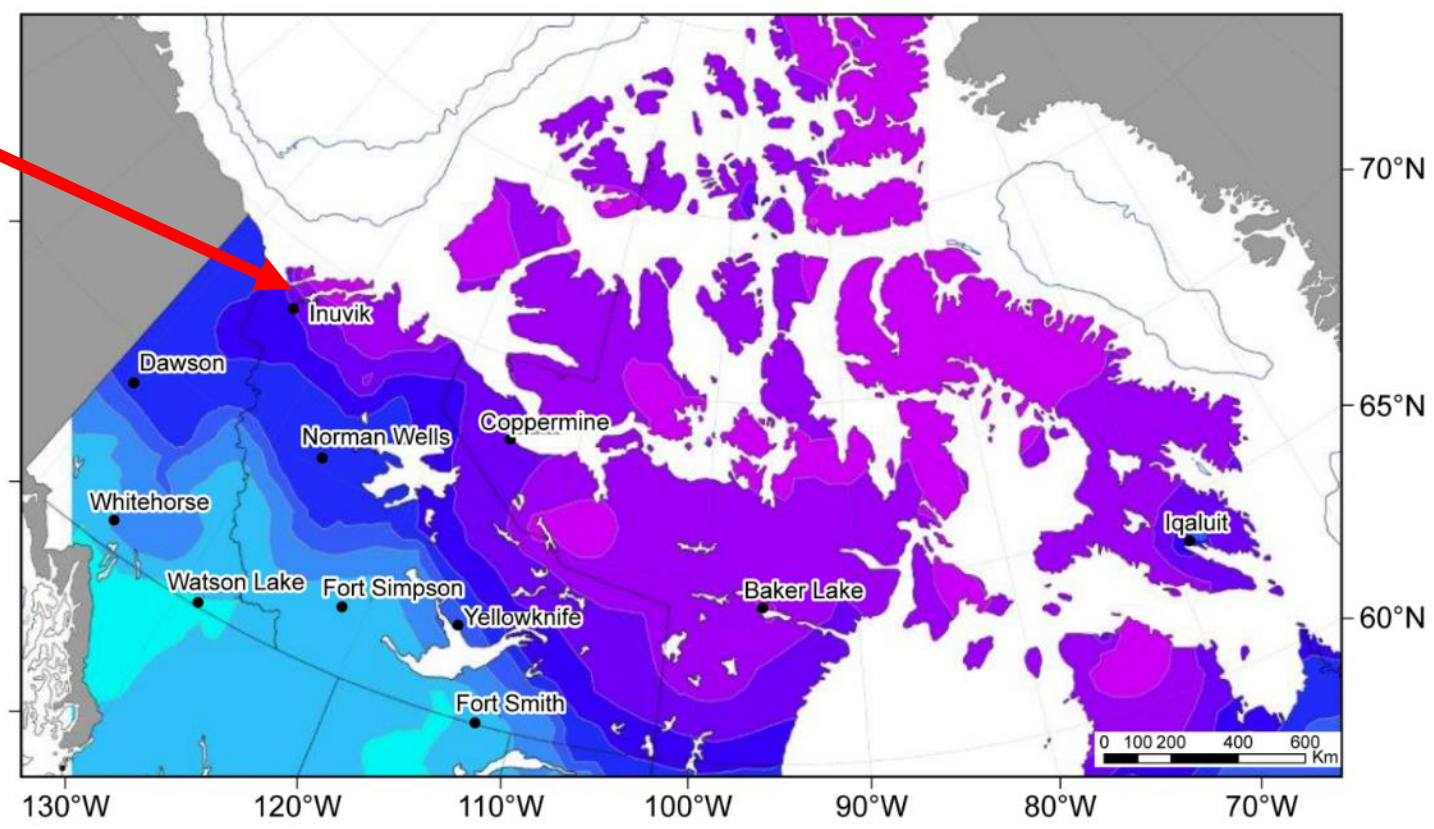 70°N
Inuvik
Dawson
65°N
Coppermine
Norman Wells
Whitehorse
Iqaluit
Watson Lake
Fort Simpson
Baker Lake
Yellowknife
60°N
Fort Smith
0 100 200 400 600
Km
130°W 120°W 110°W 100°W 90°W 80°W 70°W